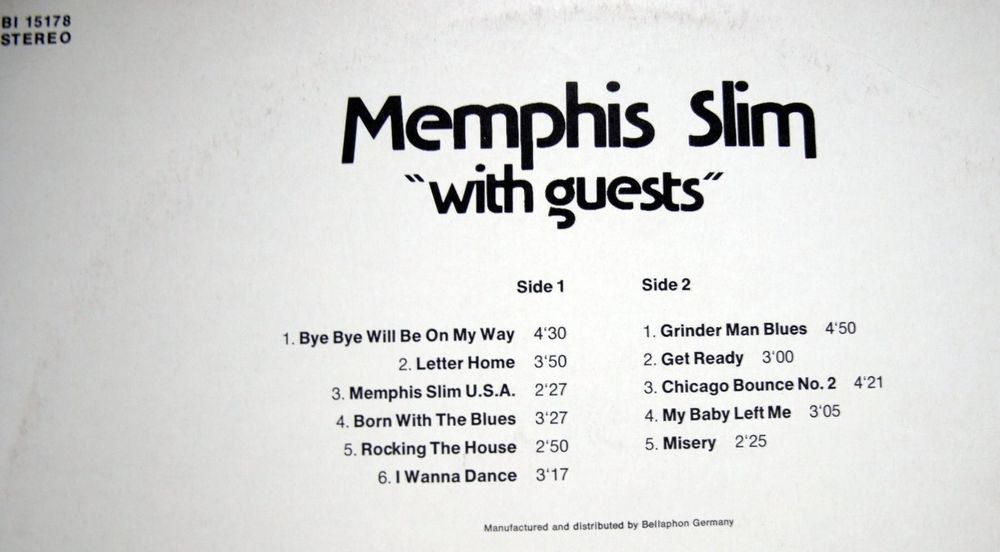 BI 15178
STEREO
Memphis Slim
"with guests"
Side 1
1. Bye Bye Will Be On My Way 4'30
2. Letter Home 3'50
3. Memphis Slim U.S.A. 2'27
4. Born With The Blues 3'27
5. Rocking The House 2'50
6. I Wanna Dance 3'17
Side 2
1. Grinder Man Blues 4'50
2. Get Ready 3'00
3. Chicago Bounce No. 2 4'21
4. My Baby Left Me 3'05
5. Misery 2'25
Manufactured and distributed by Bellaphon Germany